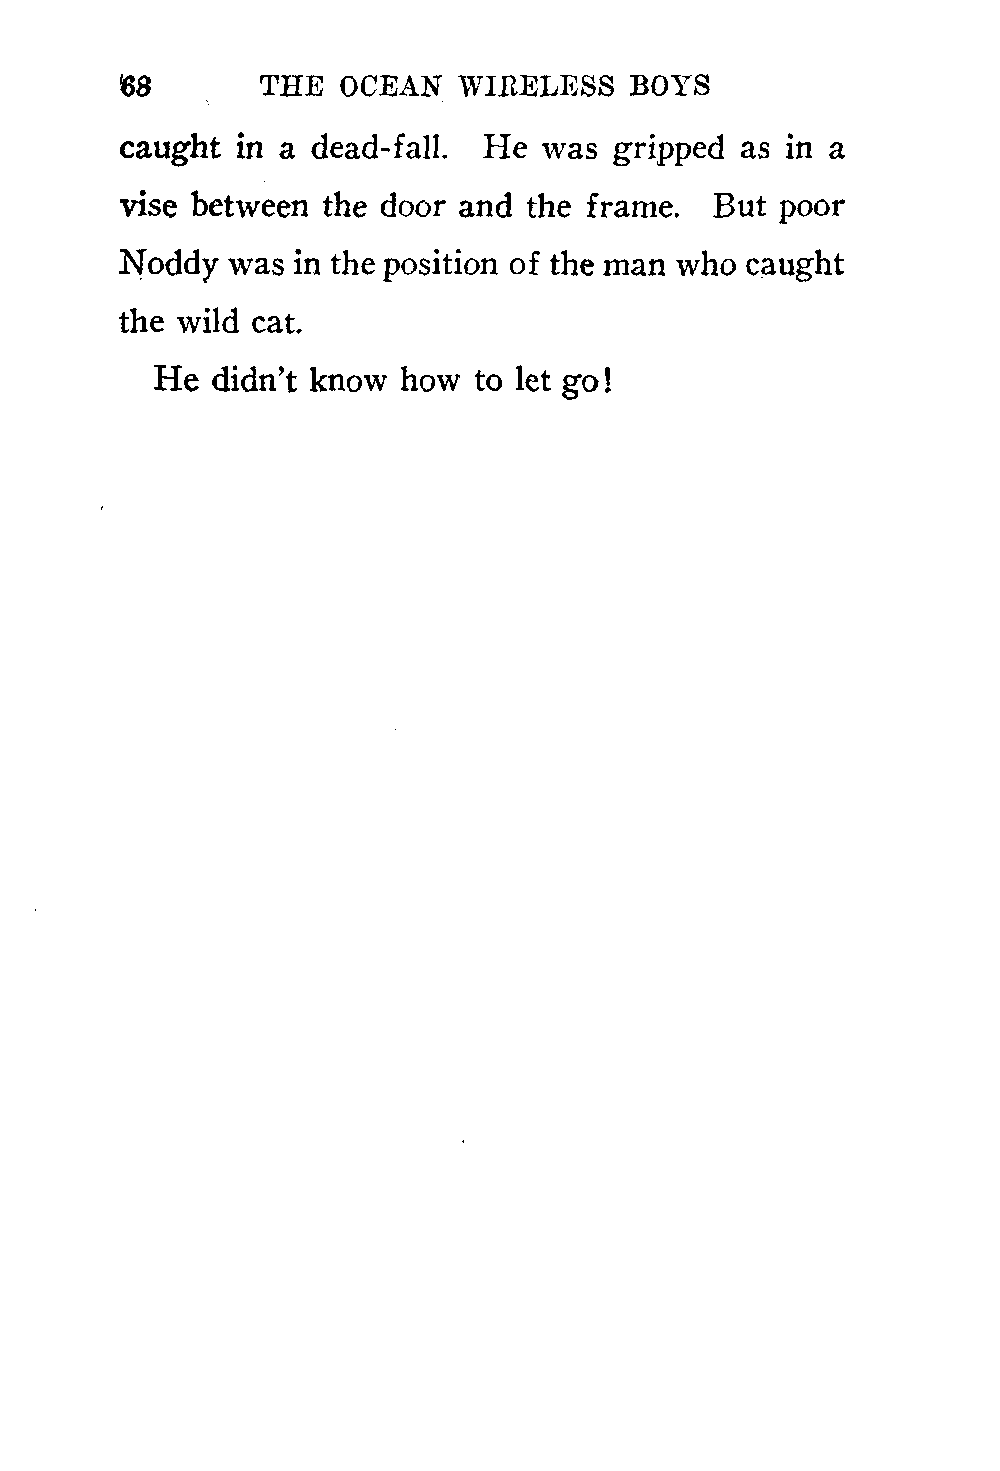 68 THE OCEAN WIRELESS BOYS
caught in a dead-fall. He was gripped as in a
vise between the door and the frame. But poor
Noddy was in the position of the man who caught
the wild cat.
He didn't know how to let go!